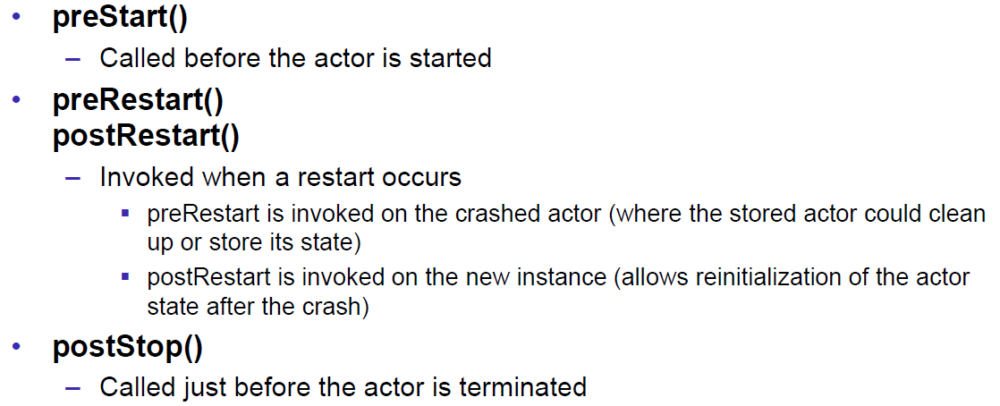 • preStart()
– Called before the actor is started
• preRestart()
postRestart()
– Invoked when a restart occurs
▪ preRestart is invoked on the crashed actor (where the stored actor could clean
up or store its state)
▪ postRestart is invoked on the new instance (allows reinitialization of the actor
state after the crash)
• postStop()
– Called just before the actor is terminated